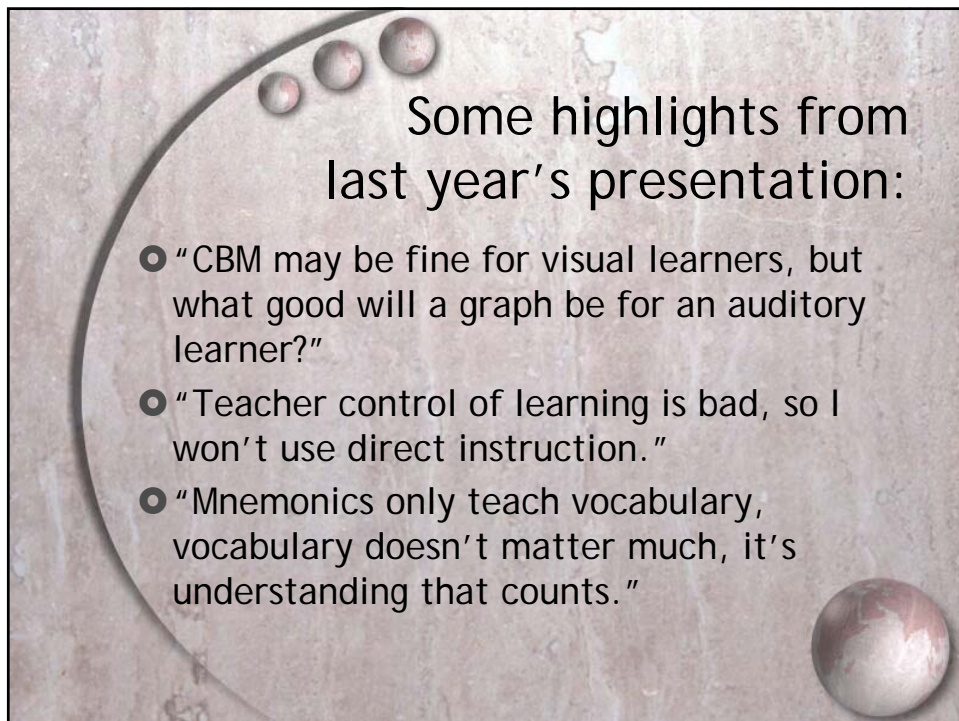 Some highlights from
last year's presentation:
"CBM may be fine for visual learners, but
what good will a graph be for an auditory
learner?"
"Teacher control of learning is bad, so I
won't use direct instruction."
"Mnemonics only teach vocabulary,
vocabulary doesn't matter much, it's
understanding that counts."